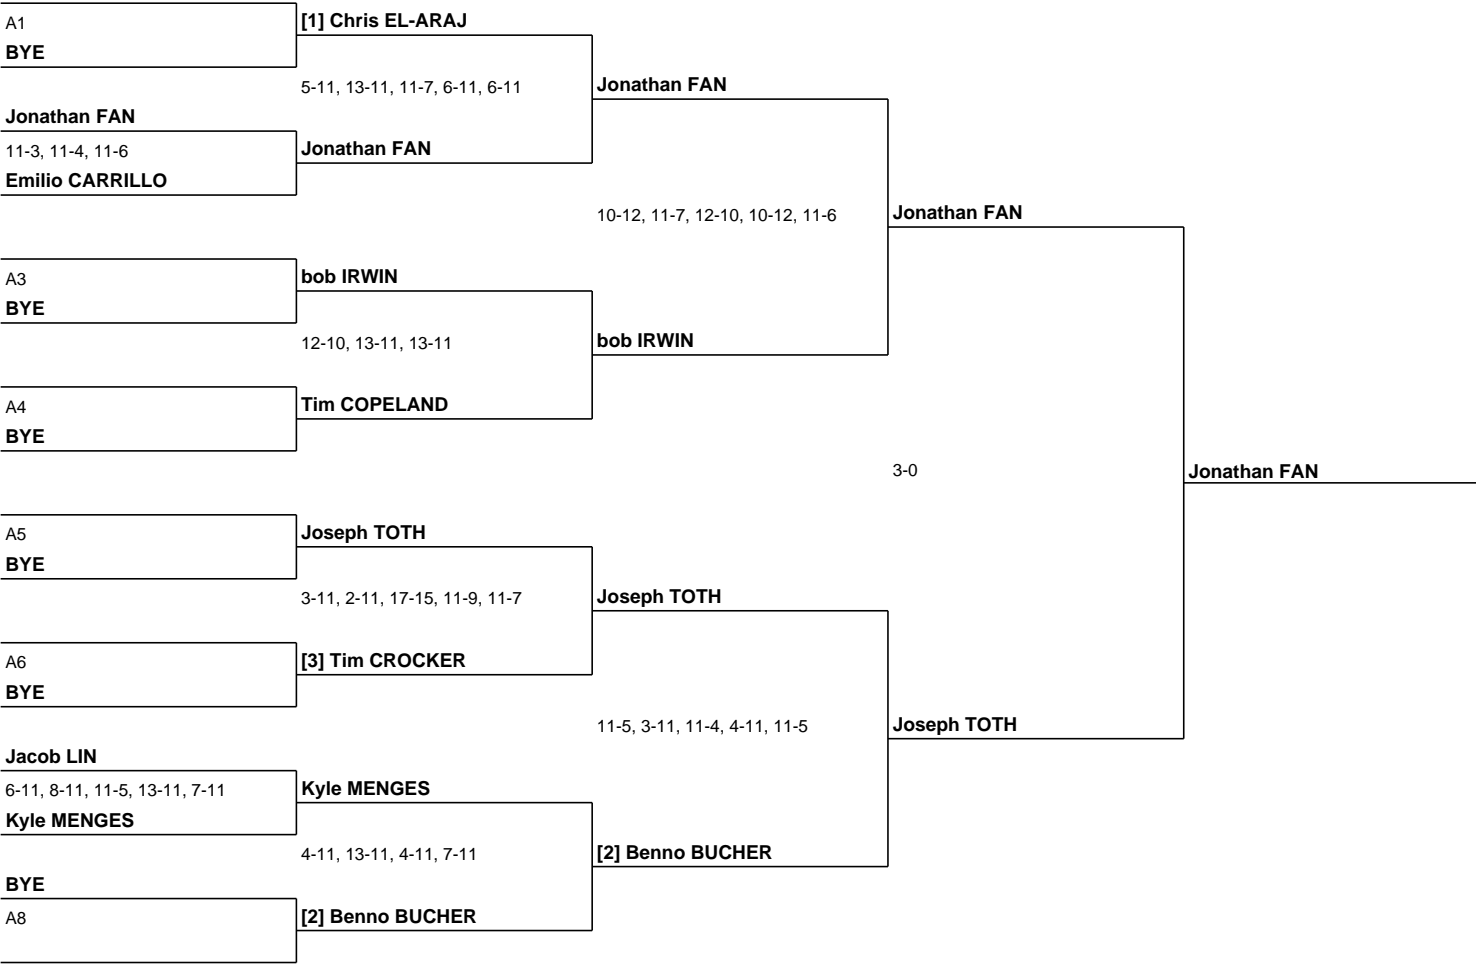 A1
BYE
[1] Chris EL-ARAJ
5-11, 13-11, 11-7, 6-11, 6-11
Jonathan FAN
Jonathan FAN
11-3, 11-4, 11-6
Emilio CARRILLO
Jonathan FAN
10-12, 11-7, 12-10, 10-12, 11-6
Jonathan FAN
A3
BYE
bob IRWIN
12-10, 13-11, 13-11
bob IRWIN
A4
BYE
Tim COPELAND
3-0
Jonathan FAN
A5
BYE
Joseph TOTH
3-11, 2-11, 17-15, 11-9, 11-7
Joseph TOTH
A6
BYE
[3] Tim CROCKER
11-5, 3-11, 11-4, 4-11, 11-5
Joseph TOTH
Jacob LIN
6-11, 8-11, 11-5, 13-11, 7-11
Kyle MENGES
Kyle MENGES
4-11, 13-11, 4-11, 7-11
[2] Benno BUCHER
BYE
A8
[2] Benno BUCHER